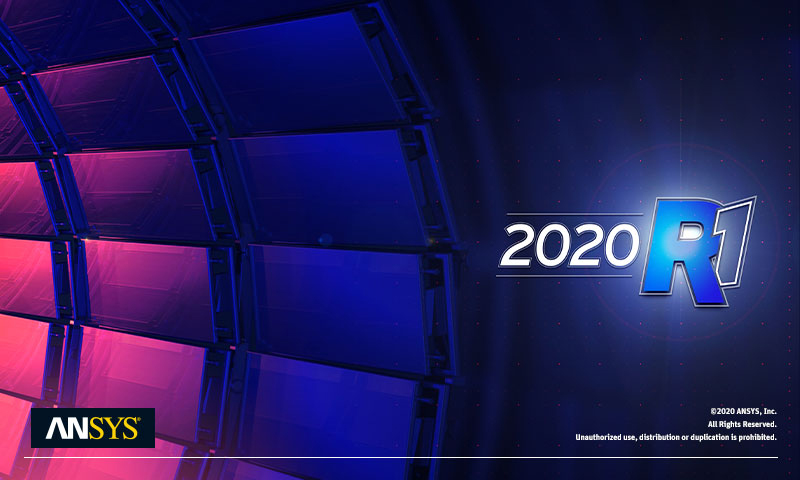 2020 R1
ANSYS®
©2020 ANSYS, Inc.
All Rights Reserved.
Unauthorized use, distribution or duplication is prohibited.